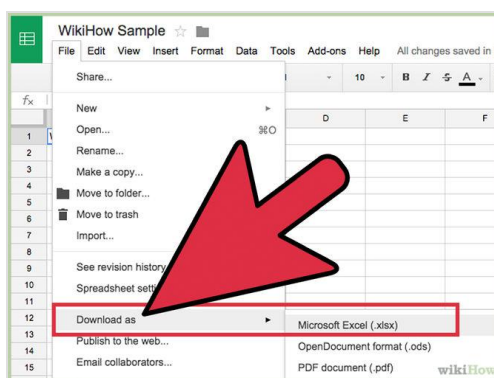 WikiHow Sample
File Edit View Insert Format Data Tools Add-ons Help All changes saved in
Share...
10 B I S A
fx
New
D E F
Open... ⌘O
1
Rename...
2
Make a copy...
3
4
Move to folder...
5
Move to trash
6
Import...
7
8
See revision history
9
Spreadsheet
10
11
Download as
12
Microsoft Excel (.xlsx)
13
Publish to the web...
OpenDocument format (.ods)
14
Email collaborators...
15
PDF document (.pdf)
wikiHow